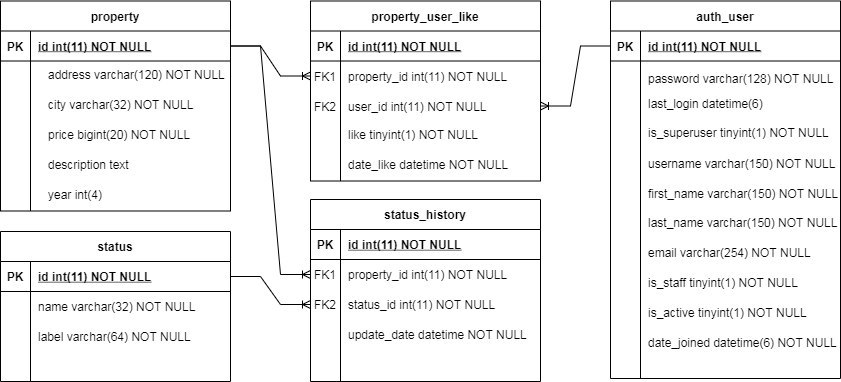 property
PK id int(11) NOT NULL
address varchar(120) NOT NULL
city varchar(32) NOT NULL
price bigint(20) NOT NULL
description text
year int(4)
status
PK id int(11) NOT NULL
name varchar(32) NOT NULL
label varchar(64) NOT NULL
property_user_like
PK id int(11) NOT NULL
FK1 property_id int(11) NOT NULL
FK2 user_id int(11) NOT NULL
like tinyint(1) NOT NULL
date_like datetime NOT NULL
status_history
PK id int(11) NOT NULL
FK1 property_id int(11) NOT NULL
FK2 status_id int(11) NOT NULL
update_date datetime NOT NULL
auth_user
PK id int(11) NOT NULL
password varchar(128) NOT NULL
last_login datetime(6)
is_superuser tinyint(1) NOT NULL
username varchar(150) NOT NULL
first_name varchar(150) NOT NULL
last_name varchar(150) NOT NULL
email varchar(254) NOT NULL
is_staff tinyint(1) NOT NULL
is_active tinyint(1) NOT NULL
date_joined datetime(6) NOT NULL